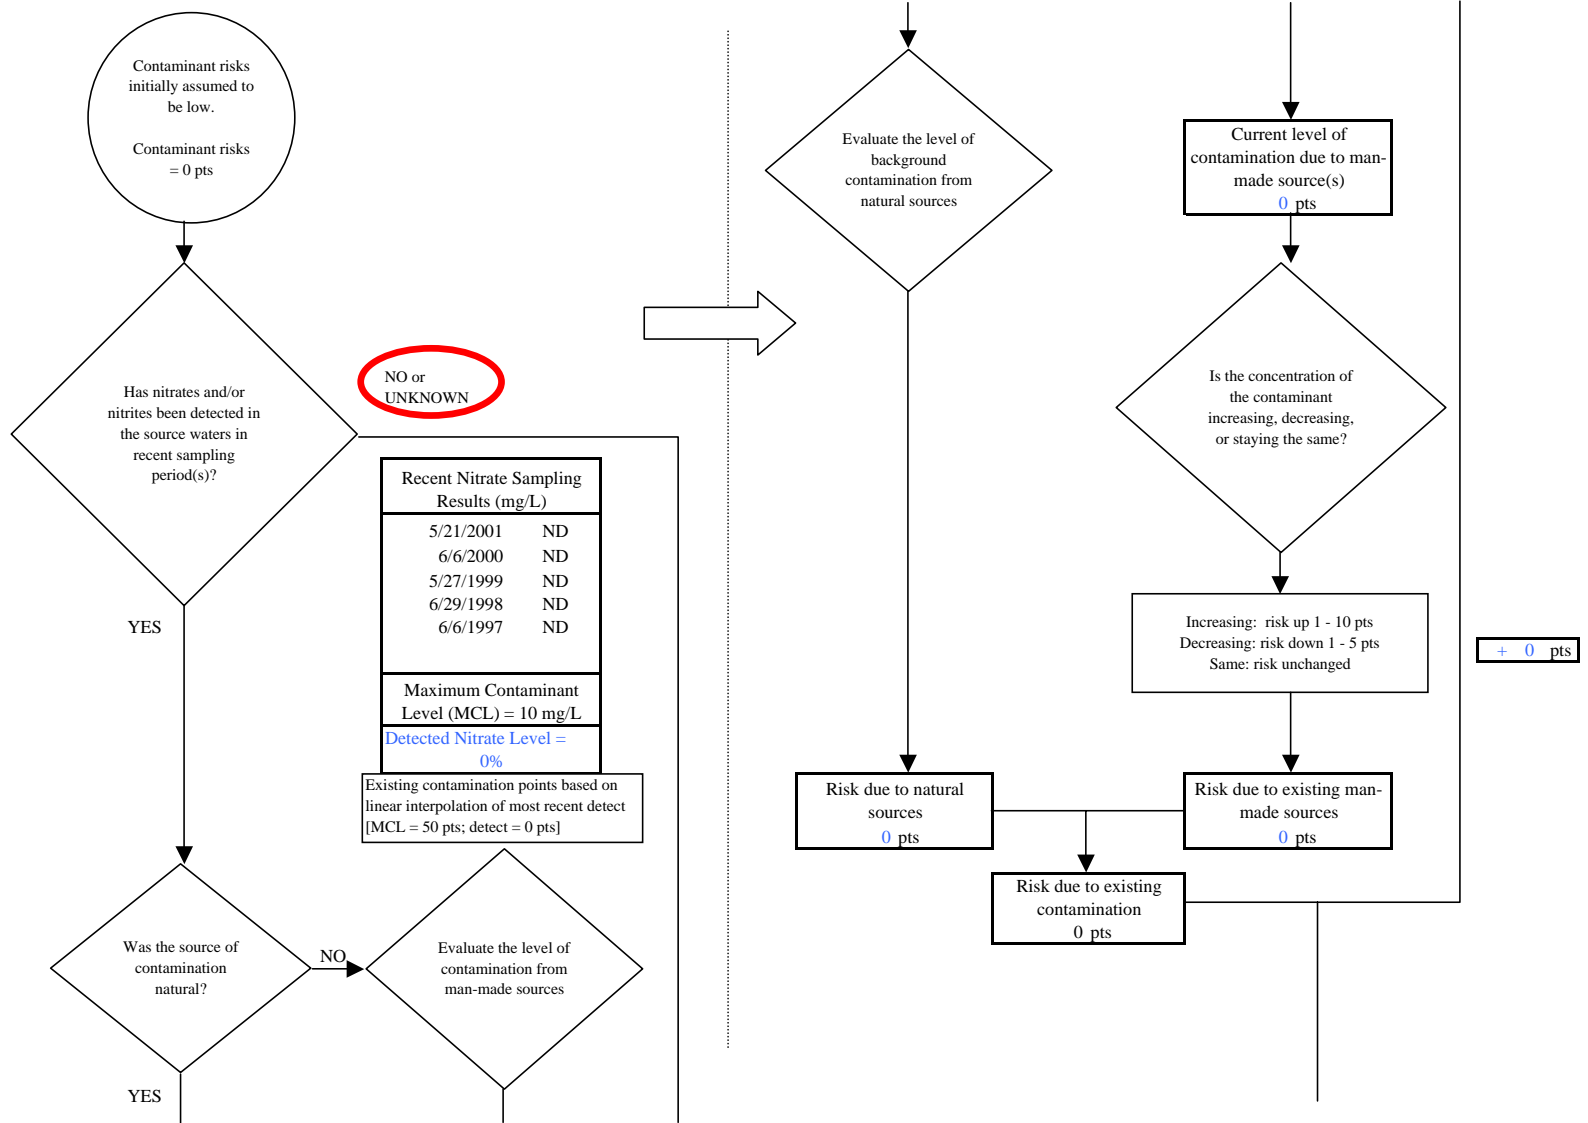 Contaminant risks
initially assumed to
be low.
Contaminant risks
= 0 pts
Has nitrates and/or
nitrites been detected in
the source waters in
recent sampling
period(s)?
NO or
UNKNOWN
YES
Recent Nitrate Sampling
Results (mg/L)
5/21/2001 ND
6/6/2000 ND
5/27/1999 ND
6/29/1998 ND
6/6/1997 ND
Maximum Contaminant
Level (MCL) = 10 mg/L
Detected Nitrate Level =
0%
Existing contamination points based on
linear interpolation of most recent detect
[MCL = 50 pts; detect = 0 pts]
Was the source of
contamination
natural?
NO
YES
Evaluate the level of
contamination from
man-made sources
Evaluate the level of
background
contamination from
natural sources
Current level of
contamination due to man-
made source(s)
0 pts
Is the concentration of
the contaminant
increasing, decreasing,
or staying the same?
Increasing: risk up 1 - 10 pts
Decreasing: risk down 1 - 5 pts
Same: risk unchanged
+ 0 pts
Risk due to natural
sources
0 pts
Risk due to existing man-
made sources
0 pts
Risk due to existing
contamination
0 pts